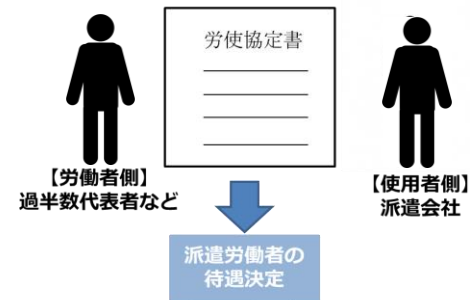 労使協定書
【労働者側】
過半数代表者など
【使用者側】
派遣会社
派遣労働者の
待遇決定